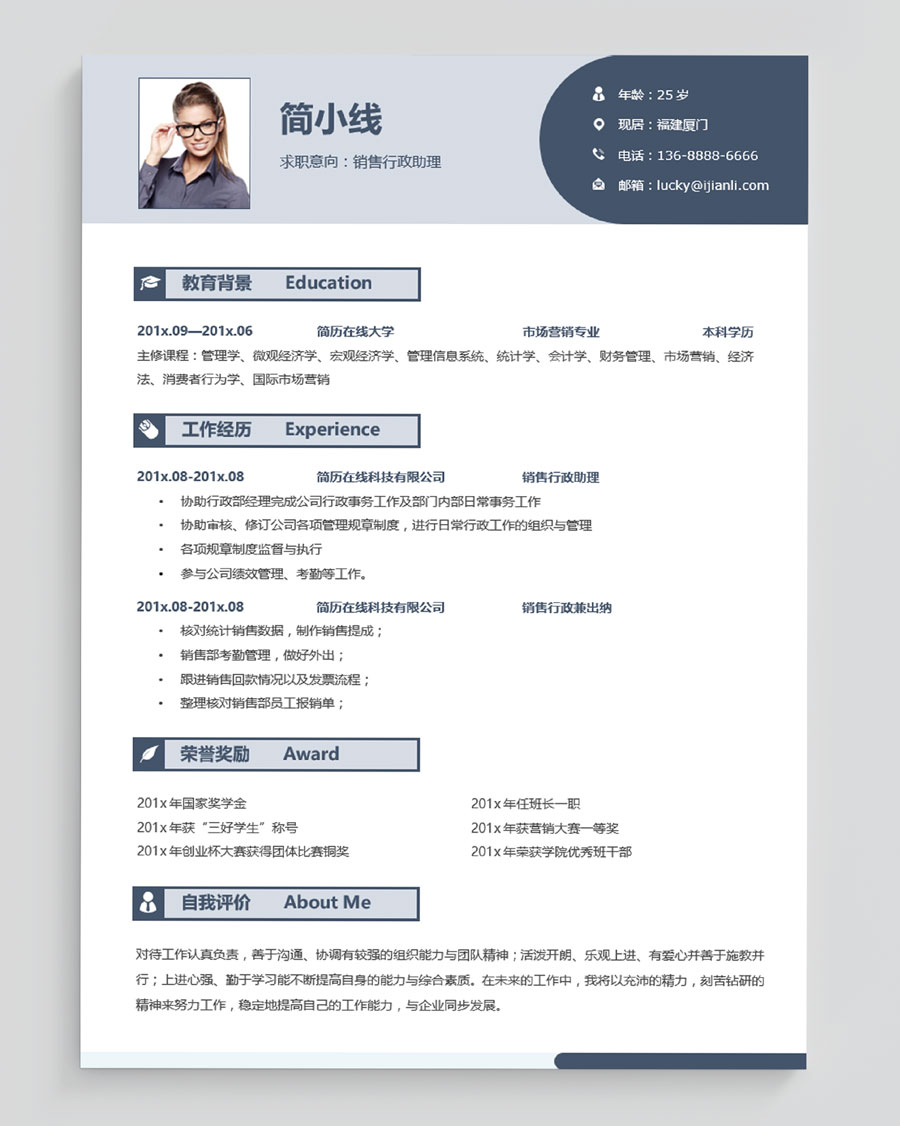 简小线
求职意向：销售行政助理
年龄：25 岁
现居：福建厦门
电话：136-8888-6666
邮箱：lucky@ijianli.com
教育背景 Education
201x.09—201x.06 简历在线大学 市场营销专业 本科学历
主修课程：管理学、微观经济学、宏观经济学、管理信息系统、统计学、会计学、财务管理、市场营销、经济
法、消费者行为学、国际市场营销
工作经历 Experience
201x.08-201x.08 简历在线科技有限公司 销售行政助理
• 协助行政部经理完成公司行政事务工作及部门内部日常事务工作
• 协助审核、修订公司各项管理规章制度，进行日常行政工作的组织与管理
• 各项规章制度监督与执行
• 参与公司绩效管理、考勤等工作。
201x.08-201x.08 简历在线科技有限公司 销售行政兼出纳
• 核对统计销售数据，制作销售提成；
• 销售部考勤管理，做好外出；
• 跟进销售回款情况以及发票流程；
• 整理核对销售部员工报销单；
荣誉奖励 Award
201x 年国家奖学金 201x 年任班长一职
201x 年获“三好学生”称号 201x 年获营销大赛一等奖
201x 年创业杯大赛获得团体比赛铜奖 201x 年荣获学院优秀班干部
自我评价 About Me
对待工作认真负责，善于沟通、协调有较强的组织能力与团队精神；活泼开朗、乐观上进、有爱心并善于施教并
行；上进心强、勤于学习能不断提高自身的能力与综合素质。在未来的工作中，我将以充沛的精力，刻苦钻研的
精神来努力工作，稳定地提高自己的工作能力，与企业同步发展。